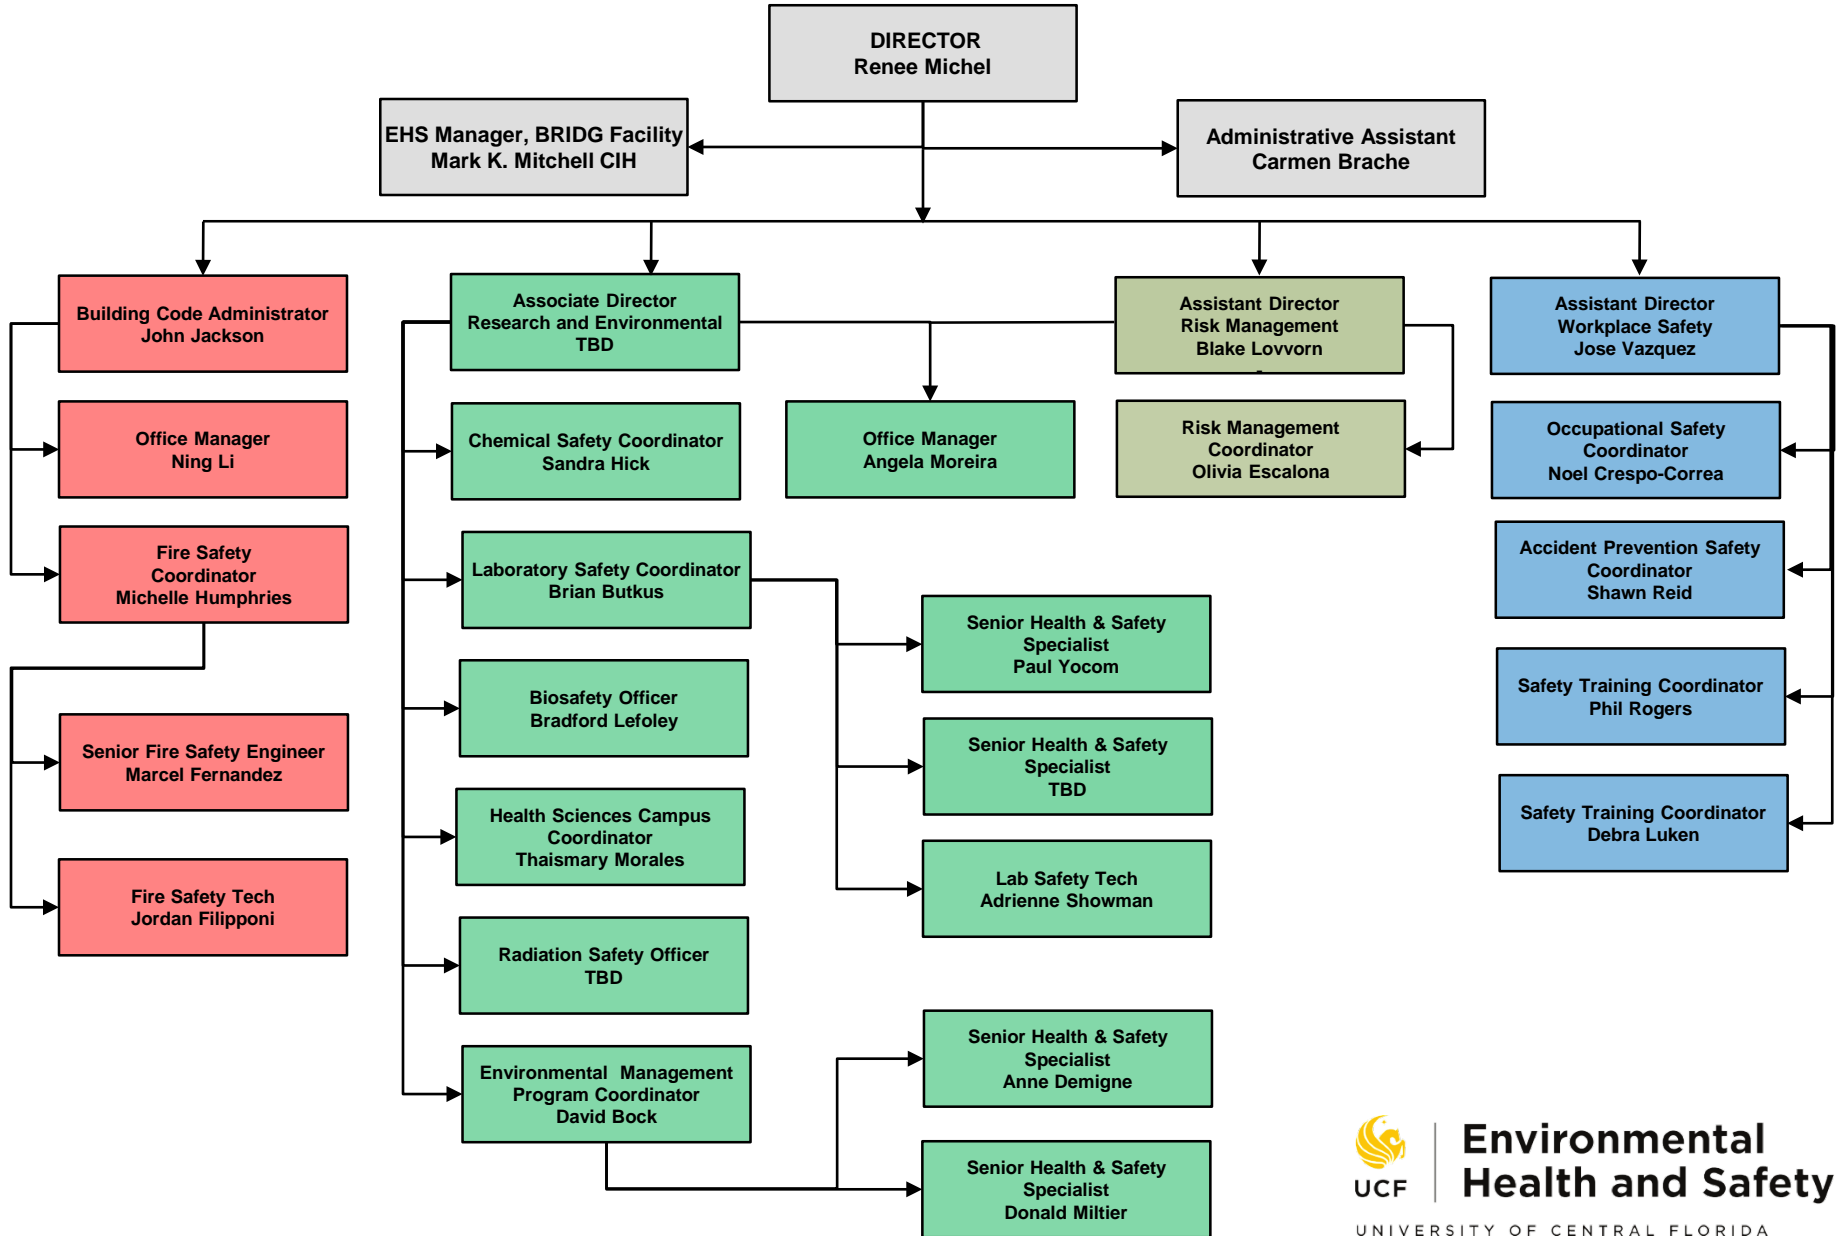 DIRECTOR
Renee Michel
EHS Manager, BRIDG Facility
Mark K. Mitchell CIH
Administrative Assistant
Carmen Brache
Building Code Administrator
John Jackson
Office Manager
Ning Li
Fire Safety
Coordinator
Michelle Humphries
Senior Fire Safety Engineer
Marcel Fernandez
Fire Safety Tech
Jordan Filipponi
Associate Director
Research and Environmental
TBD
Chemical Safety Coordinator
Sandra Hick
Office Manager
Angela Moreira
Laboratory Safety Coordinator
Brian Butkus
Senior Health & Safety
Specialist
Paul Yocom
Senior Health & Safety
Specialist
TBD
Lab Safety Tech
Adrienne Showman
Biosafety Officer
Bradford Lefoley
Health Sciences Campus
Coordinator
Thaismary Morales
Radiation Safety Officer
TBD
Environmental Management
Program Coordinator
David Bock
Senior Health & Safety
Specialist
Anne Demigne
Senior Health & Safety
Specialist
Donald Miltier
Assistant Director
Risk Management
Blake Lovvorn
-
Risk Management
Coordinator
Olivia Escalona
Assistant Director
Workplace Safety
Jose Vazquez
Occupational Safety
Coordinator
Noel Crespo-Correa
Accident Prevention Safety
Coordinator
Shawn Reid
Safety Training Coordinator
Phil Rogers
Safety Training Coordinator
Debra Luken
UCF
Environmental
Health and Safety
UNIVERSITY OF CENTRAL FLORIDA